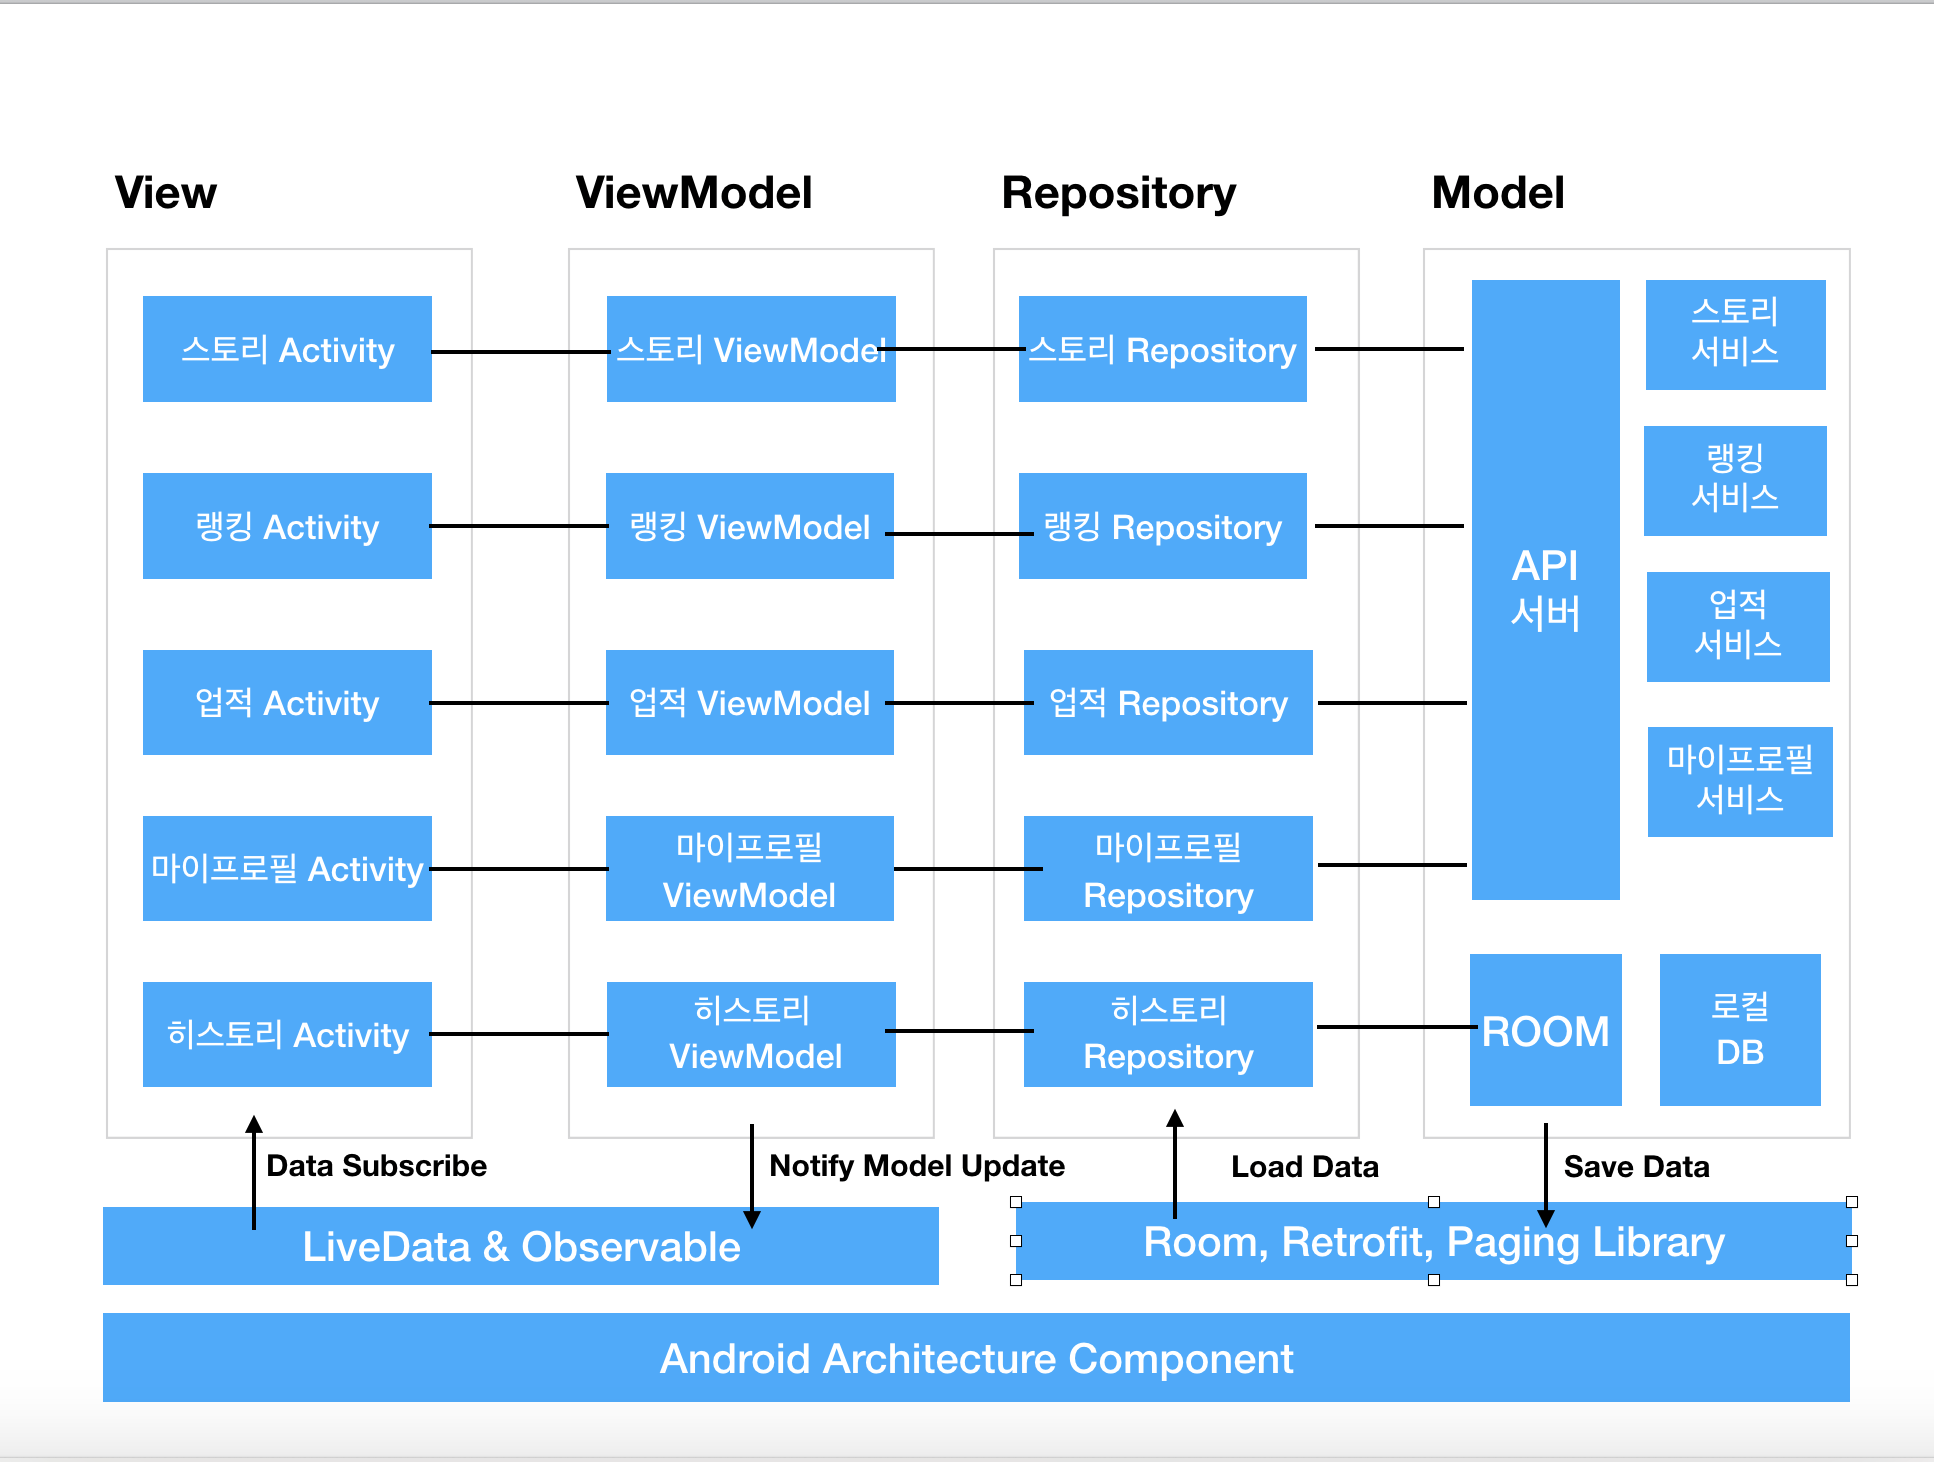 View
ViewModel
Repository
Model
스토리 Activity
스토리 ViewModel
스토리 Repository
랭킹 Activity
랭킹 ViewModel
랭킹 Repository
업적 Activity
업적 ViewModel
업적 Repository
마이프로필 Activity
마이프로필
ViewModel
마이프로필
Repository
히스토리 Activity
히스토리
ViewModel
히스토리
Repository
API
서버
스토리
서비스
랭킹
서비스
업적
서비스
마이프로필
서비스
ROOM
로컬
DB
Data Subscribe
Notify Model Update
Load Data
Save Data
LiveData & Observable
Room, Retrofit, Paging Library
Android Architecture Component